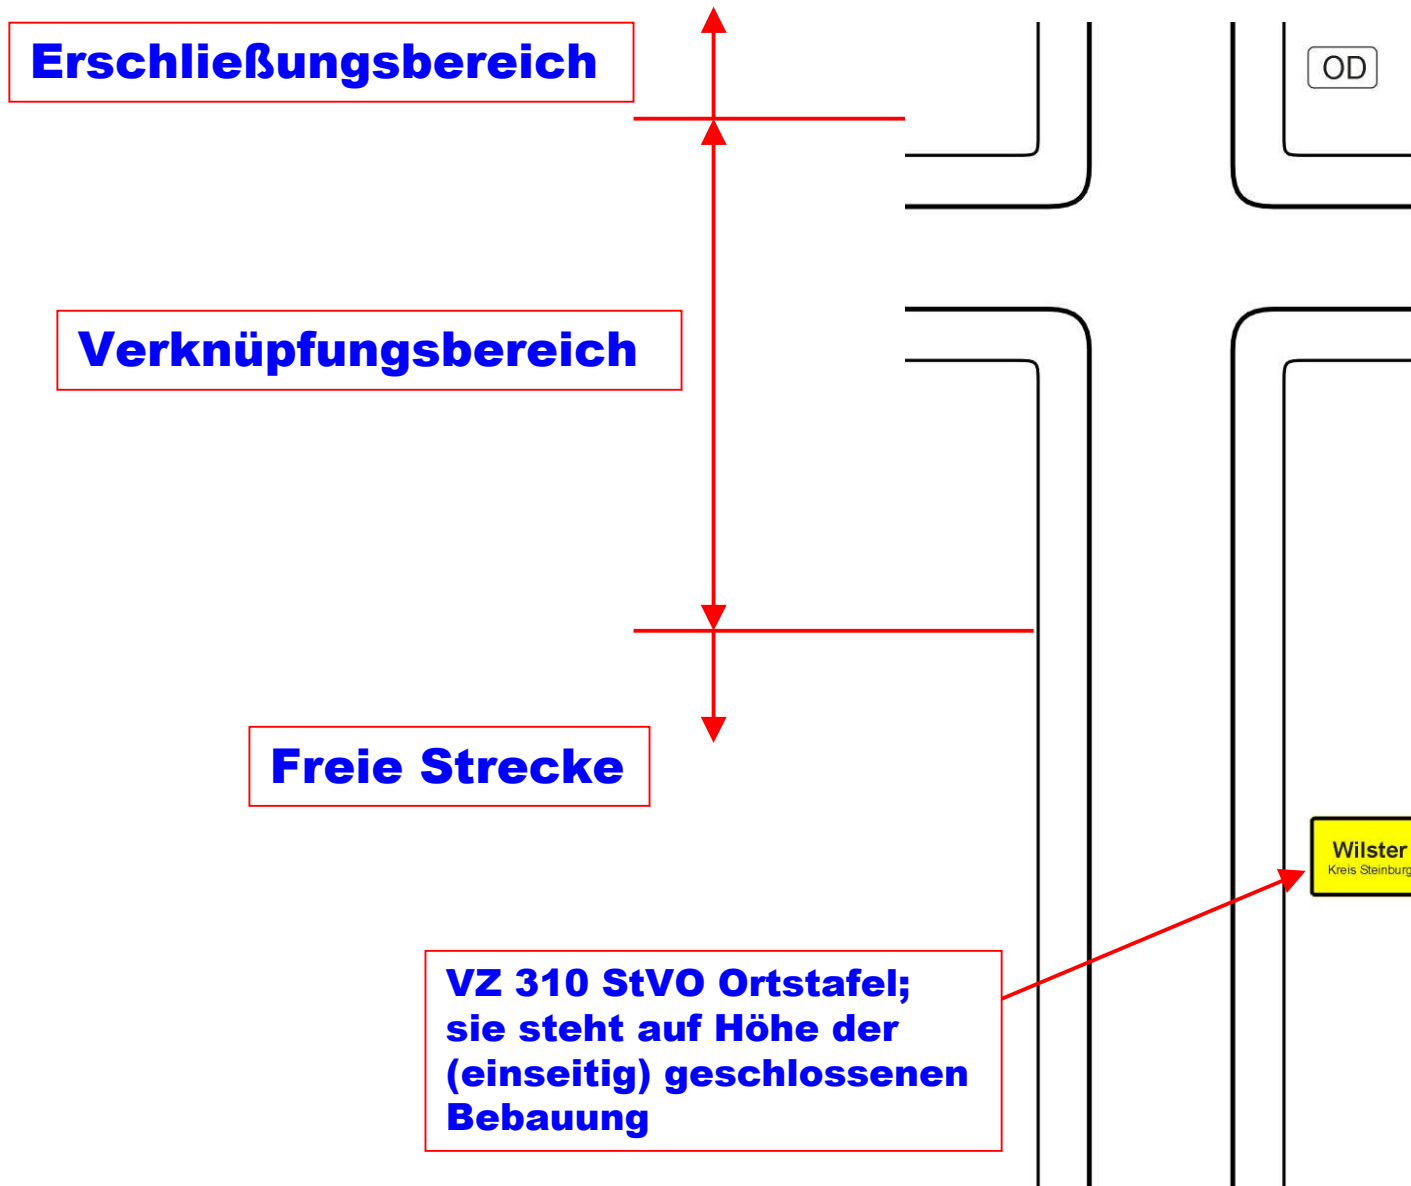 Erschließungsbereich
OD
Verknüpfungsbereich
Freie Strecke
Wilster
Kreis Steinburg
VZ 310 StVO Ortstafel;
sie steht auf Höhe der
(einseitig) geschlossenen
Bebauung